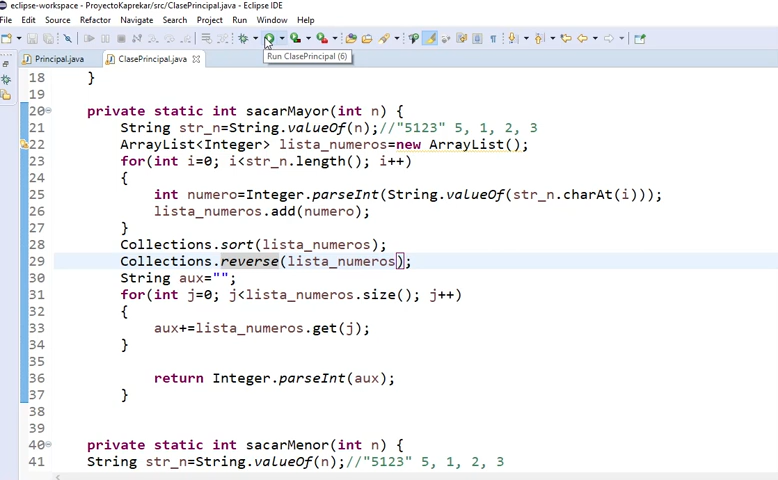 eclipse-workspace - ProyectoKaprekar/src/ClasePrincipal.java - Eclipse IDE
File Edit Source Refactor Navigate Search Project Run Window Help
Run ClasePrincipal (6)
Principal.java ClasePrincipal.java
18 }
19
20 private static int sacarMayor(int n) {
21 String str_n=String.valueOf(n);//"5123" 5, 1, 2, 3
22 ArrayList<Integer> lista_numeros=new ArrayList();
23 for(int i=0; i<str_n.length(); i++)
24 {
25 int numero=Integer.parseInt(String.valueOf(str_n.charAt(i)));
26 lista_numeros.add(numero);
27 }
28 Collections.sort(lista_numeros);
29 Collections.reverse(lista_numeros);
30 String aux="";
31 for(int j=0; j<lista_numeros.size(); j++)
32 {
33 aux+=lista_numeros.get(j);
34 }
35
36 return Integer.parseInt(aux);
37 }
38
39
40 private static int sacarMenor(int n) {
41 String str_n=String.valueOf(n);//"5123" 5, 1, 2, 3